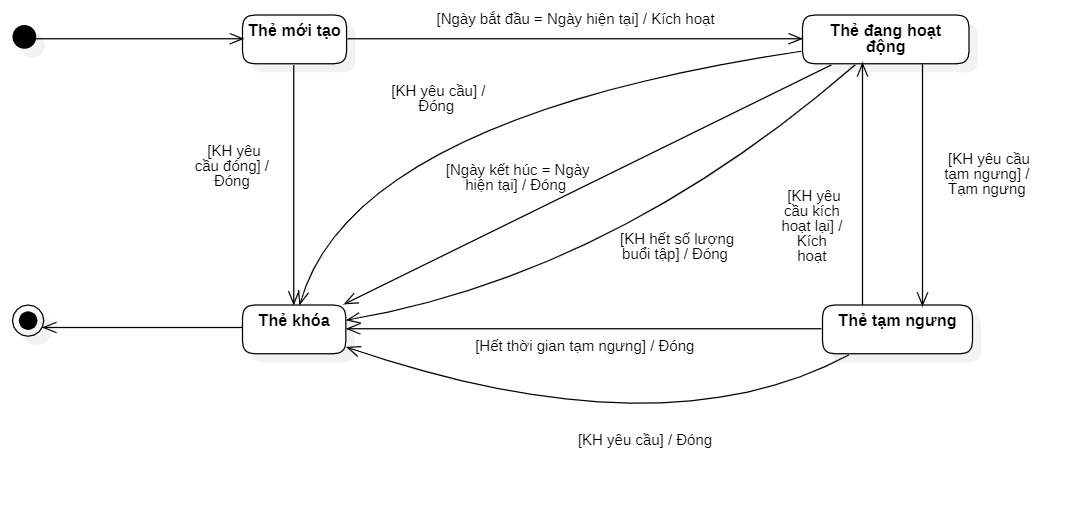 [Ngày bắt đầu = Ngày hiện tại] / Kích hoạt
Thẻ mới tạo
Thẻ đang hoạt
động
[KH yêu cầu] /
Đóng
[KH yêu
cầu đóng] /
Đóng
[Ngày kết húc = Ngày
hiện tại] / Đóng
[KH yêu cầu
tạm ngưng] /
Tạm ngưng
[KH yêu
cầu kích
hoạt lại] /
Kích
hoạt
[KH hết số lượng
buổi tập] / Đóng
Thẻ khóa
Thẻ tạm ngưng
[Hết thời gian tạm ngưng] / Đóng
[KH yêu cầu] / Đóng